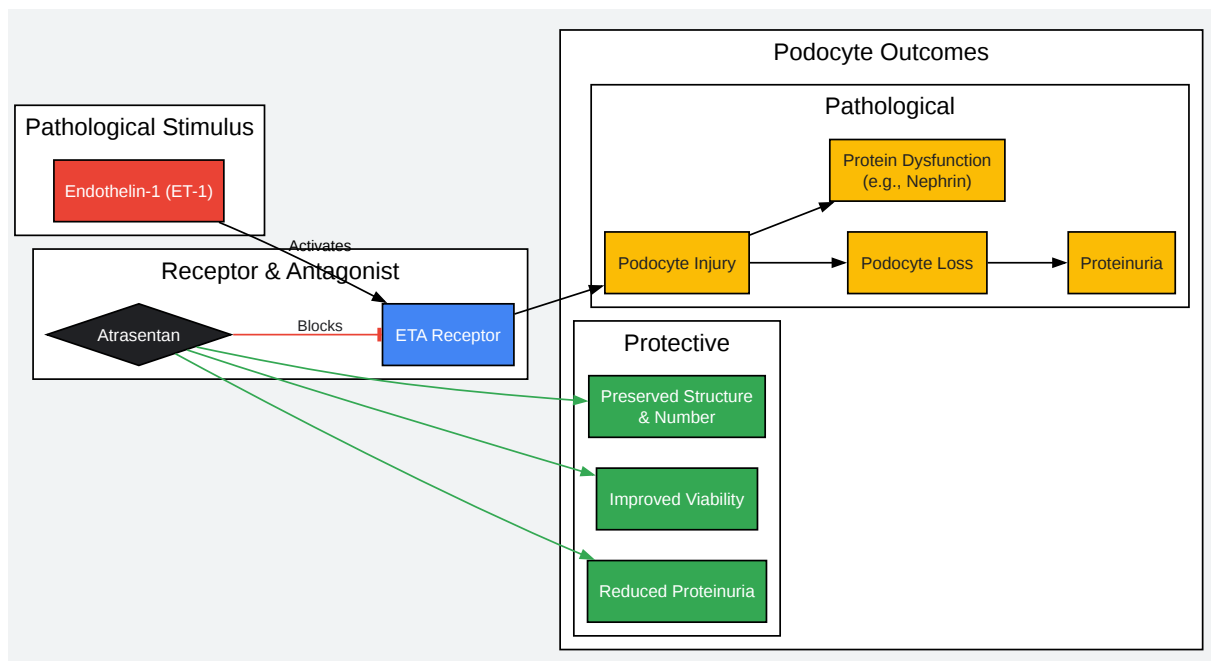 Podocyte Outcomes
Pathological
Pathological Stimulus
Protein Dysfunction
(e.g., Nephrin)
Endothelin-1 (ET-1)
Activates
Podocyte Injury
Podocyte Loss
Proteinuria
Receptor & Antagonist
Atrasentan
Blocks
ETA Receptor
Protective
Preserved Structure
& Number
Improved Viability
Reduced Proteinuria